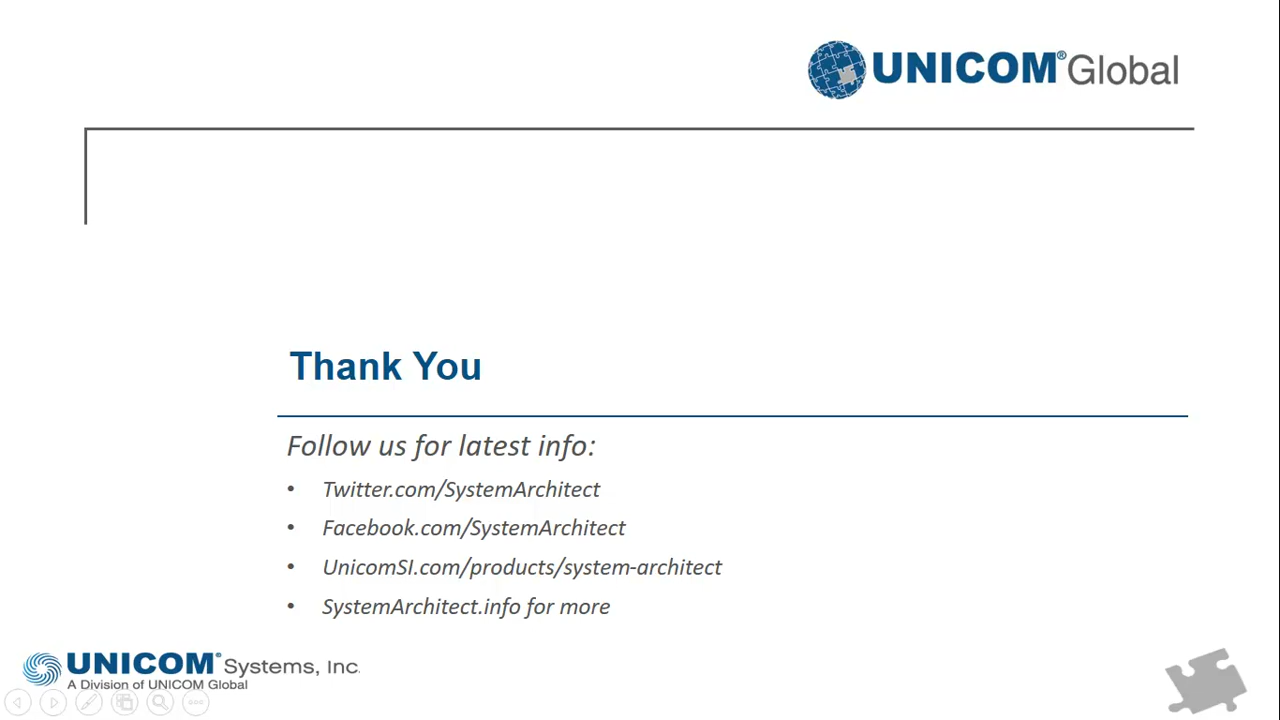 UNICOM® Global
Thank You
Follow us for latest info:
• Twitter.com/SystemArchitect
• Facebook.com/SystemArchitect
• UnicomSI.com/products/system-architect
• SystemArchitect.info for more
UNICOM® Systems, Inc.
A Division of UNICOM Global